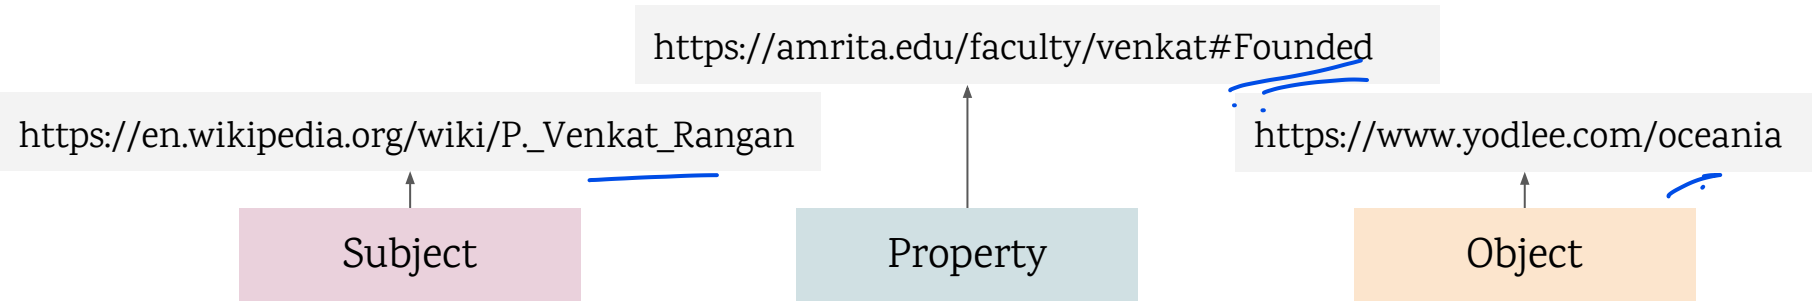 https://amrita.edu/faculty/venkat#Founded
https://en.wikipedia.org/wiki/P._Venkat_Rangan
https://www.yodlee.com/oceania
Subject
Property
Object